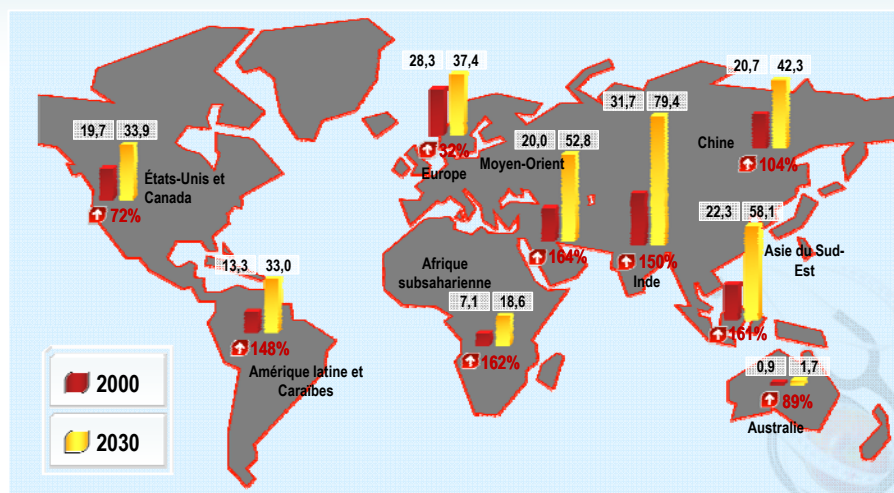 28,3 37,4
32%
Europe
20,7 42,3
Chine
104%
31,7 79,4
150%
Inde
19,7 33,9
États-Unis et
Canada
72%
20,0 52,8
Moyen-Orient
164%
22,3 58,1
Asie du Sud-
Est
161%
13,3 33,0
148%
Amérique latine et
Caraïbes
Afrique
subsaharienne
7,1 18,6
162%
0,9 1,7
89%
Australie
2000
2030